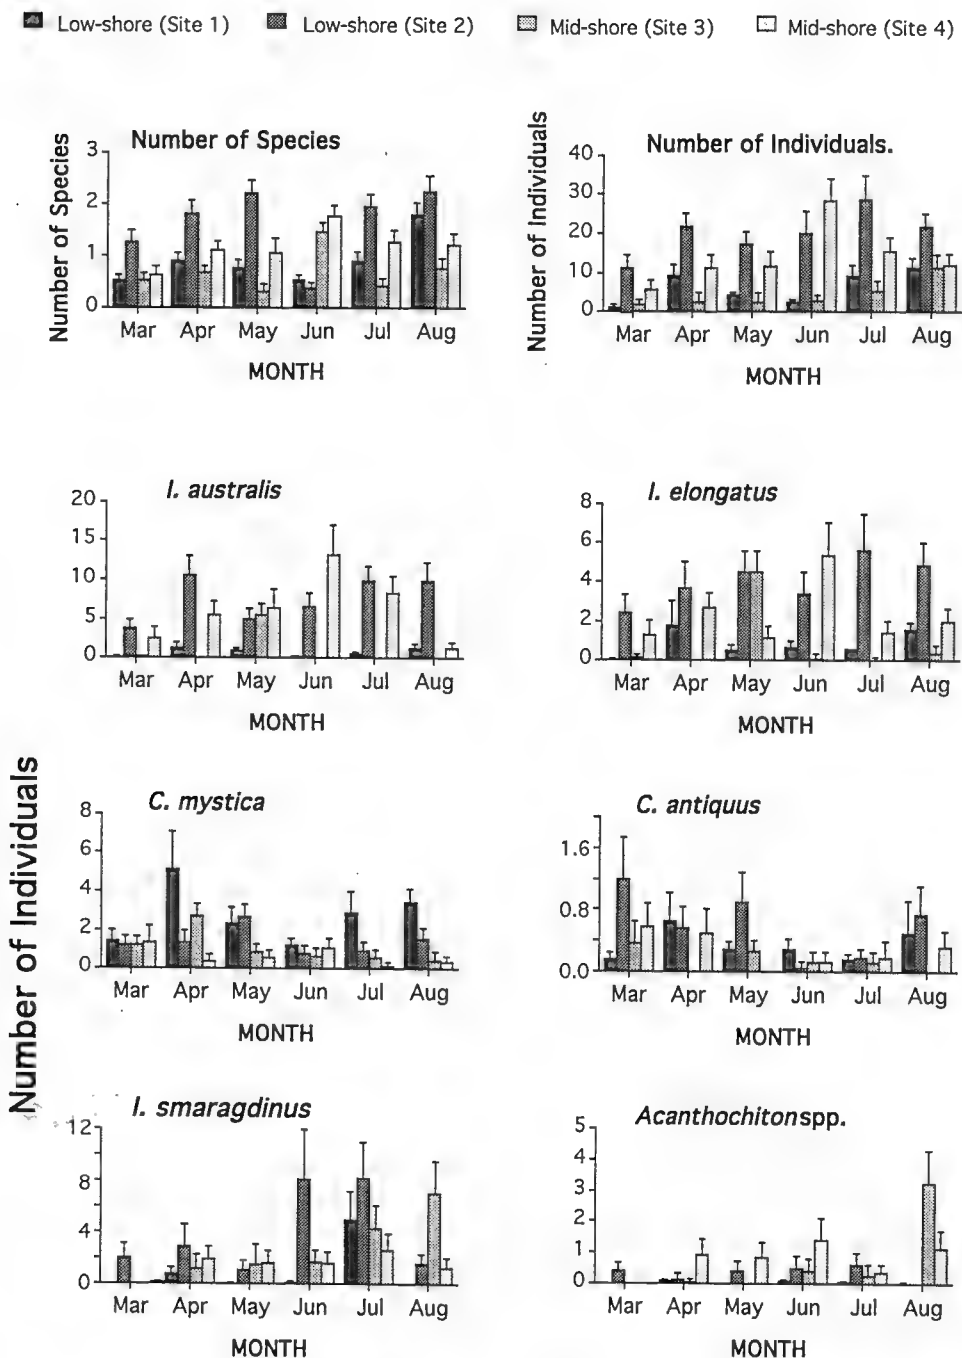 Low-shore (Site 1) Low-shore (Site 2) Mid-shore (Site 3) Mid-shore (Site 4)
Number of Species
Number of Species
3
2
1
0
Mar Apr May Jun Jul Aug
MONTH
Number of Individuals.
Number of Individuals
40
30
20
10
0
Mar Apr May Jun Jul Aug
MONTH
Number of Individuals
I. australis
20
15
10
5
0
Mar Apr May Jun Jul Aug
MONTH
I. elongatus
8
6
4
2
0
Mar Apr May Jun Jul Aug
MONTH
C. mystica
8
6
4
2
0
Mar Apr May Jun Jul Aug
MONTH
C. antiquus
1.6
0.8
0.0
Mar Apr May Jun Jul Aug
MONTH
I. smaragdinus
12
8
4
0
Mar Apr May Jun Jul Aug
MONTH
Acanthochiton spp.
5
4
3
2
1
0
Mar Apr May Jun Jul Aug
MONTH